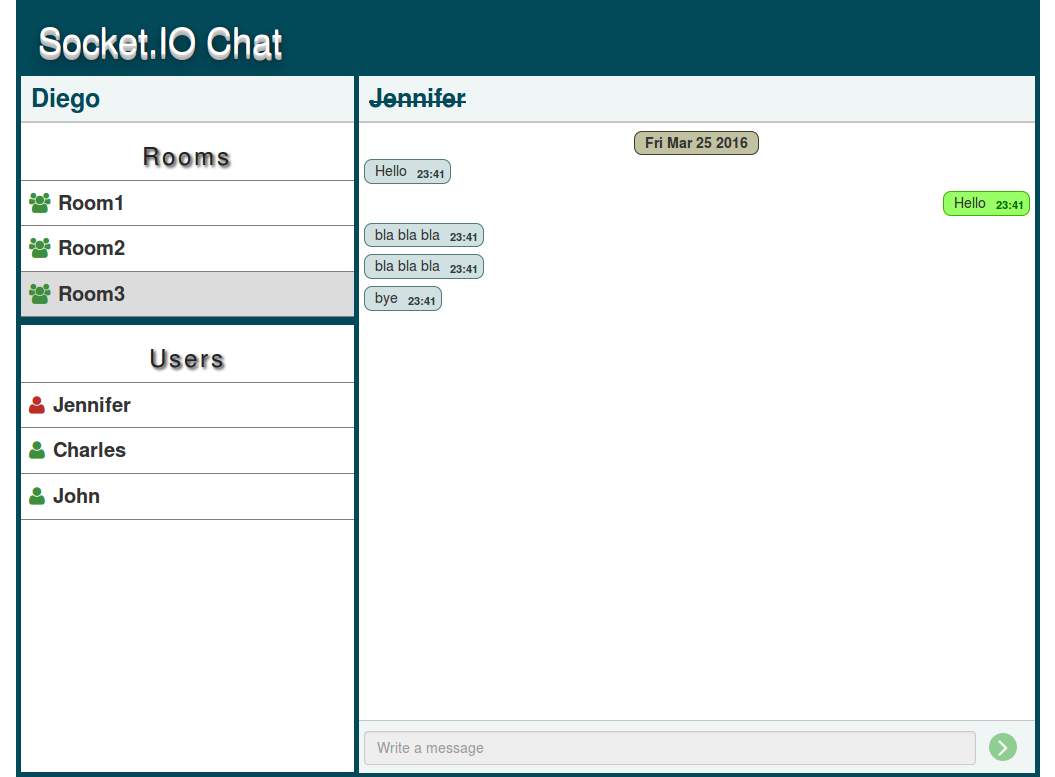 Socket.IO Chat
Diego
Rooms
Room1
Room2
Room3
Users
Jennifer
Charles
John
Jennifer
Fri Mar 25 2016
Hello 23:41
Hello 23:41
bla bla bla 23:41
bla bla bla 23:41
bye 23:41
Write a message